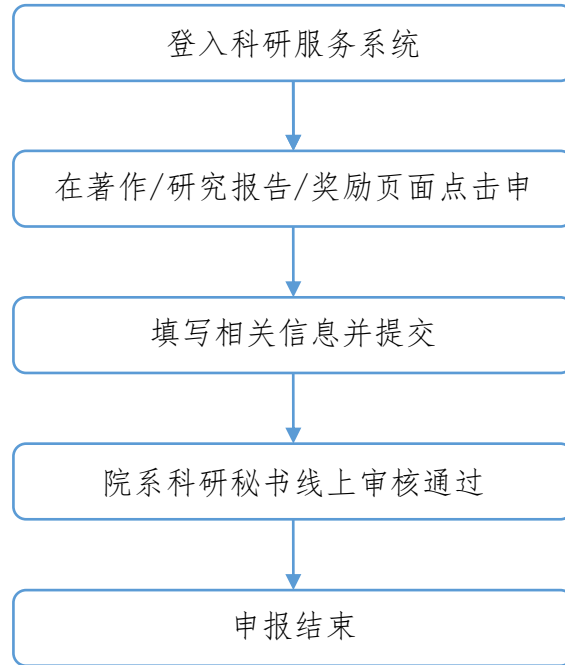 登入科研服务系统
在著作/研究报告/奖励页面点击申
填写相关信息并提交
院系科研秘书线上审核通过
申报结束